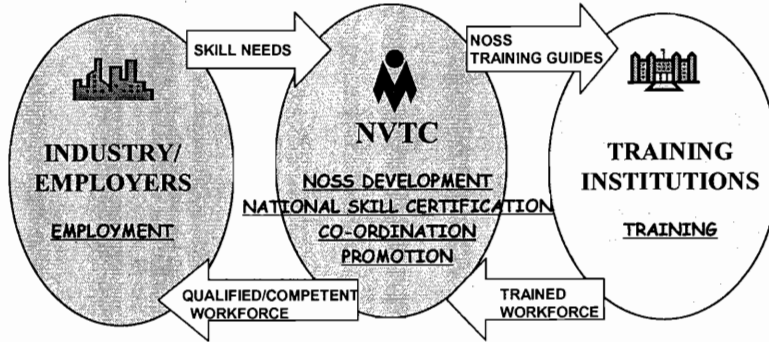 SKILL NEEDS
NOSS
TRAINING GUIDES
INDUSTRY/
EMPLOYERS
EMPLOYMENT
NVTC
NOSS DEVELOPMENT
NATIONAL SKILL CERTIFICATION
CO-ORDINATION
PROMOTION
TRAINING
INSTITUTIONS
TRAINING
QUALIFIED/COMPETENT
WORKFORCE
TRAINED
WORKFORCE